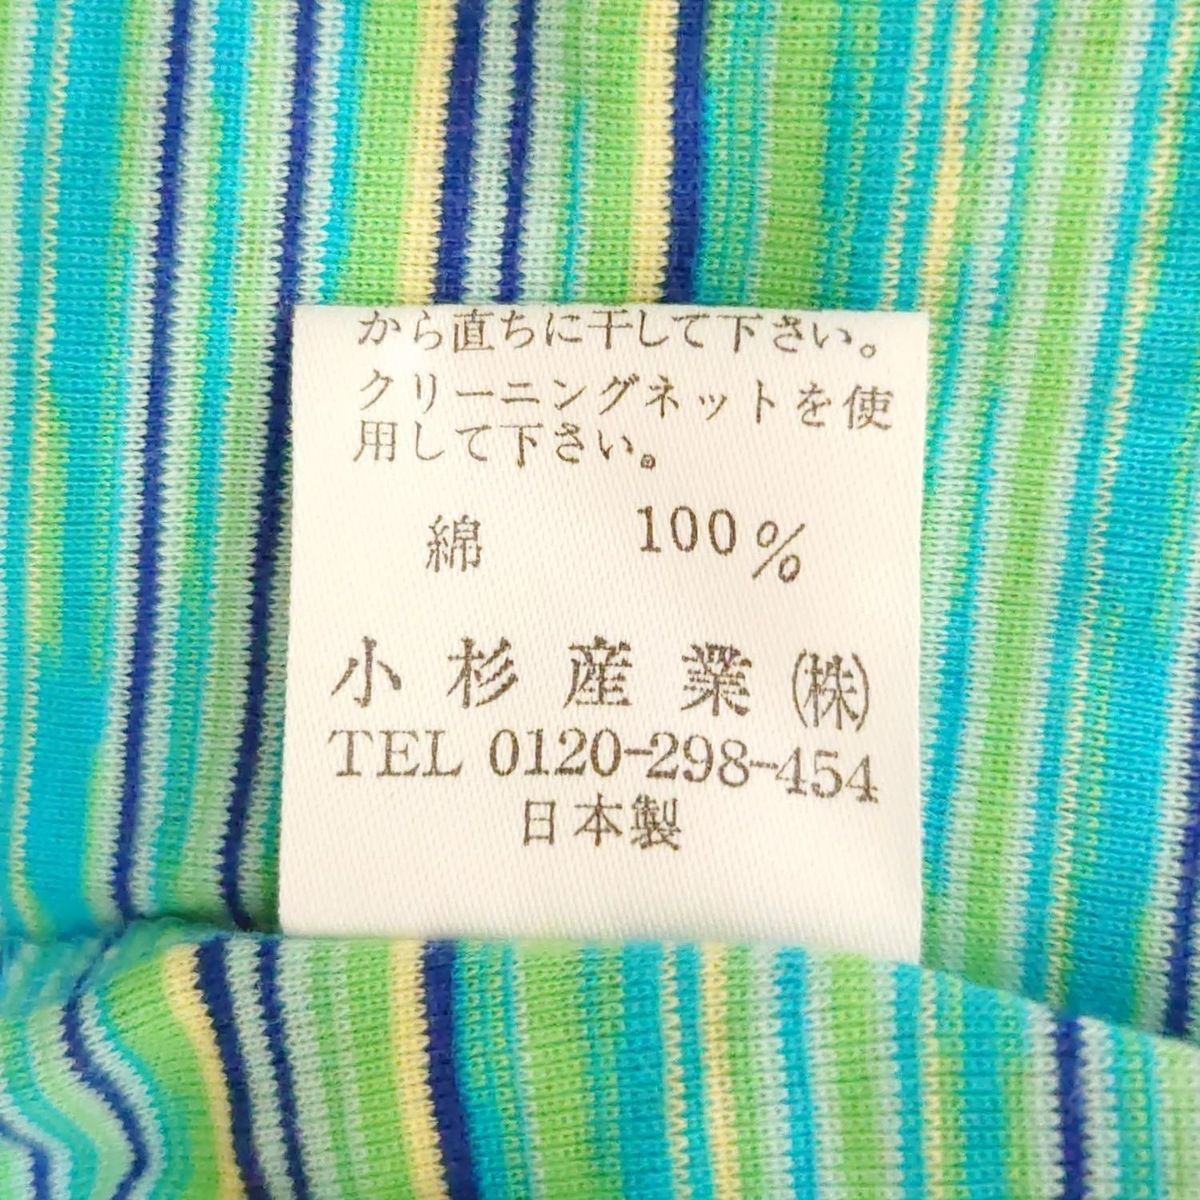 から直ちに干して下さい。
クリーニングネットを使
用して下さい。
綿 100%
小杉産業(株)
TEL 0120-298-454
日本製